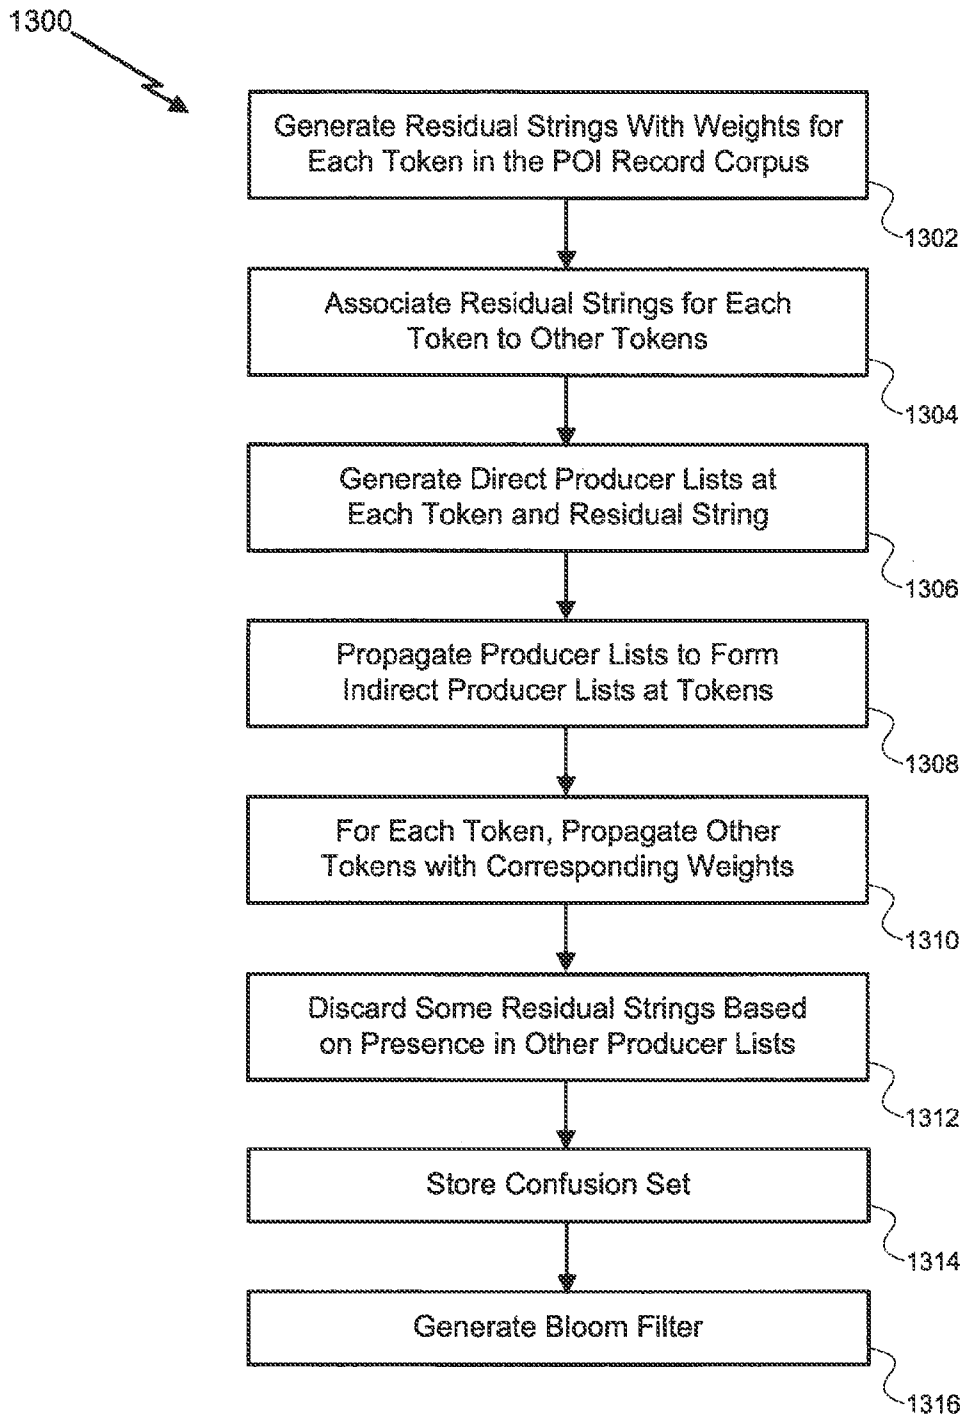 1300
Generate Residual Strings With Weights for
Each Token in the POI Record Corpus
1302
Associate Residual Strings for Each
Token to Other Tokens
1304
Generate Direct Producer Lists at
Each Token and Residual String
1306
Propagate Producer Lists to Form
Indirect Producer Lists at Tokens
1308
For Each Token, Propagate Other
Tokens with Corresponding Weights
1310
Discard Some Residual Strings Based
on Presence in Other Producer Lists
1312
Store Confusion Set
1314
Generate Bloom Filter
1316